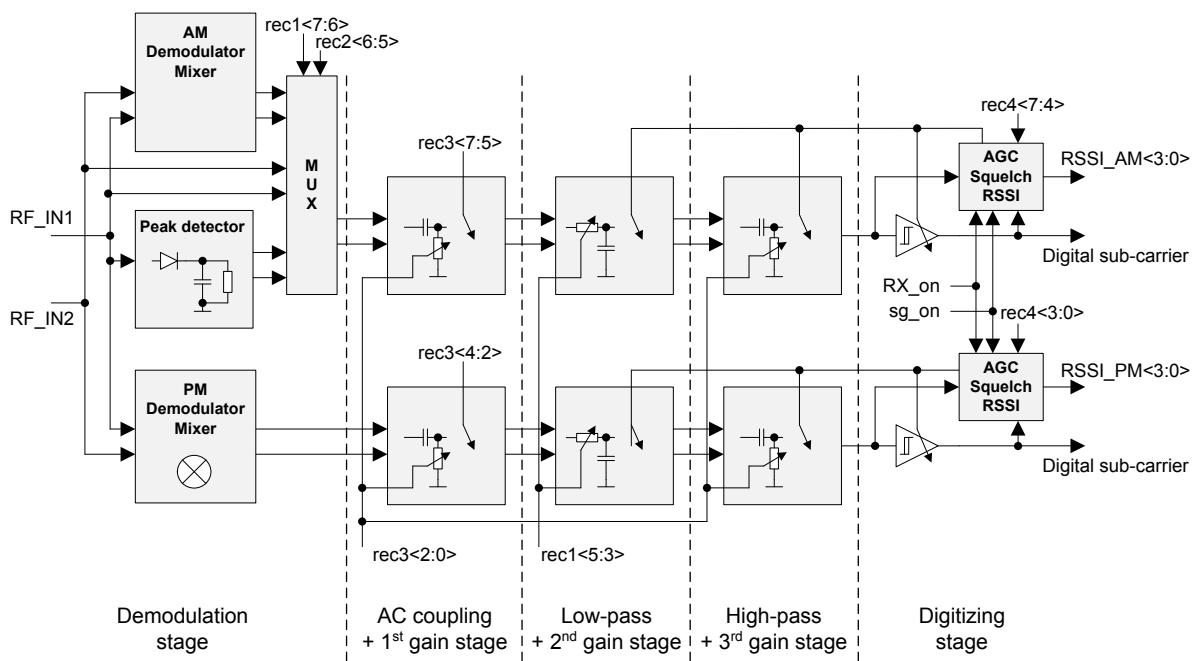 AM
Demodulator
Mixer
rec1<7:6>
rec2<6:5>
MUX
RF_IN1
Peak detector
RF_IN2
PM
Demodulator
Mixer
rec3<7:5>
rec3<4:2>
rec3<2:0>
rec1<5:3>
rec4<7:4>
AGC
Squelch
RSSI
RSSI_AM<3:0>
Digital sub-carrier
RX_on
sg_on
rec4<3:0>
AGC
Squelch
RSSI
RSSI_PM<3:0>
Digital sub-carrier
Demodulation
stage
AC coupling
+ 1st gain stage
Low-pass
+ 2nd gain stage
High-pass
+ 3rd gain stage
Digitizing
stage